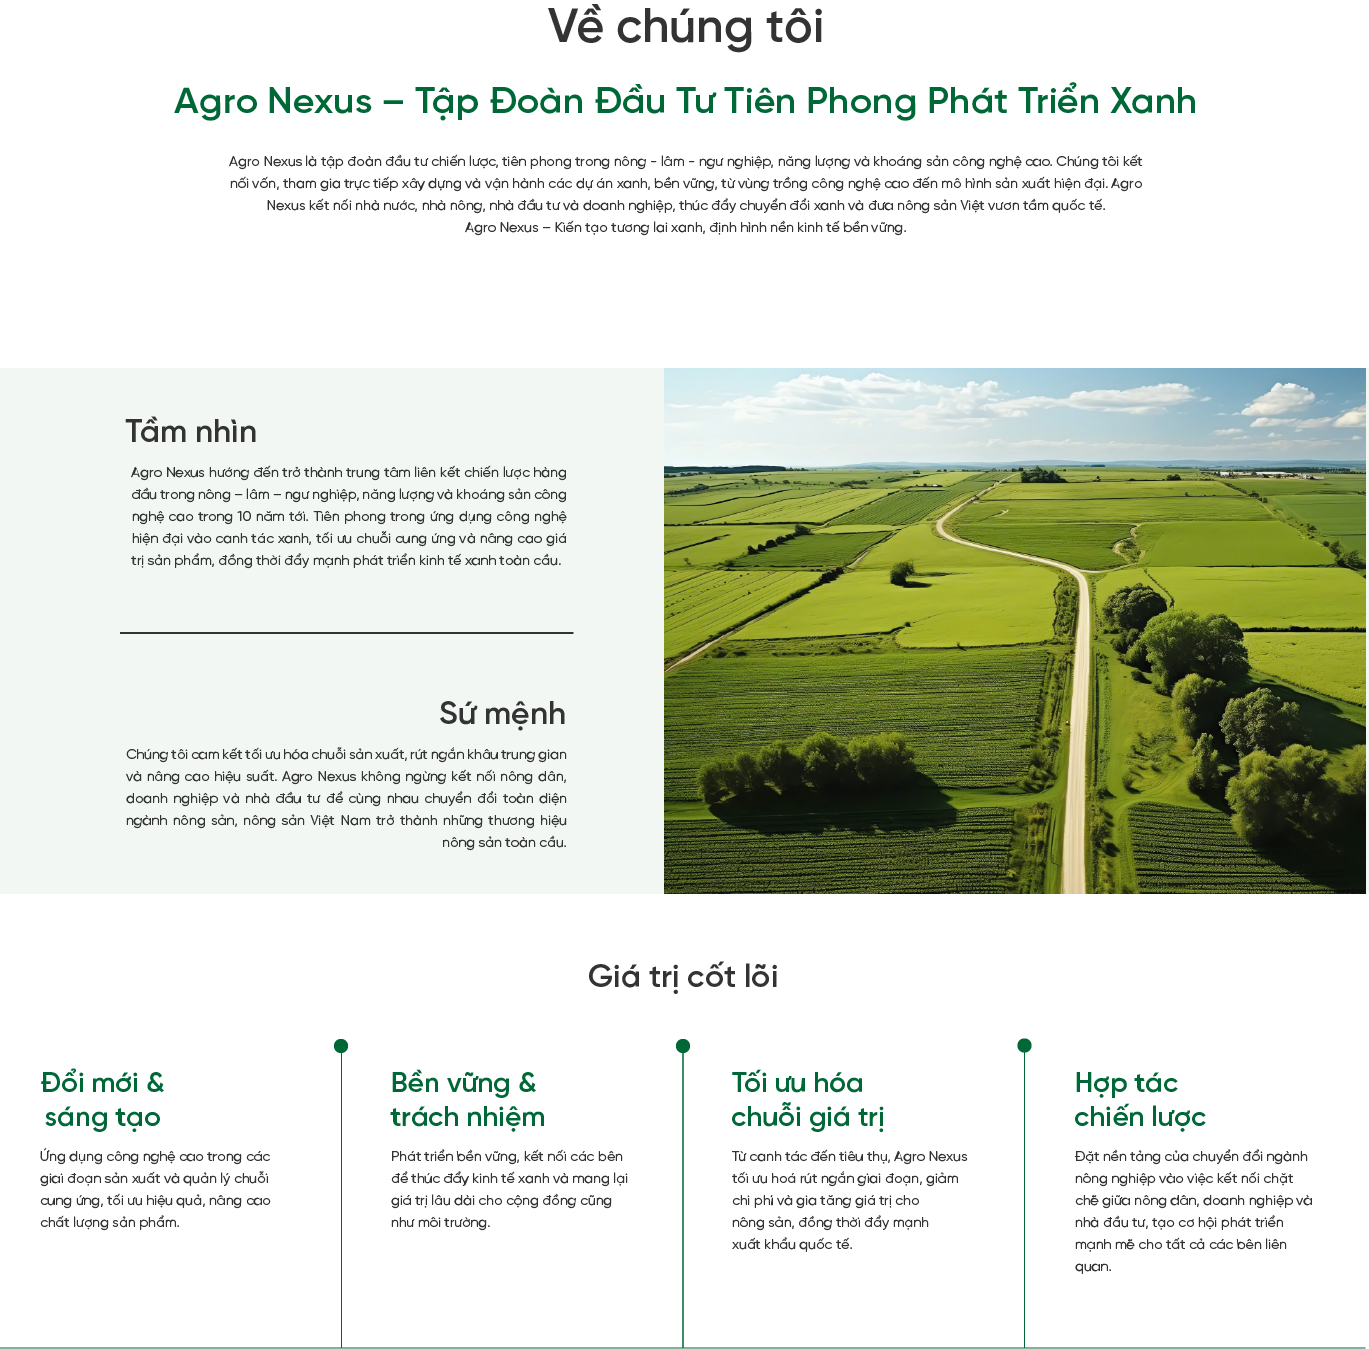 Về chúng tôi
Agro Nexus – Tập Đoàn Đầu Tư Tiên Phong Phát Triển Xanh
Agro Nexus là tập đoàn đầu tư chiến lược, tiên phong trong nông - lâm - ngư nghiệp, năng lượng và khoáng sản công nghệ cao. Chúng tôi kết
nối vốn, tham gia trực tiếp xây dựng và vận hành các dự án xanh, bền vững, từ vùng trồng công nghệ cao đến mô hình sản xuất hiện đại. Agro
Nexus kết nối nhà nước, nhà nông, nhà đầu tư và doanh nghiệp, thúc đẩy chuyển đổi xanh và đưa nông sản Việt vươn tầm quốc tế.
Agro Nexus – Kiến tạo tương lai xanh, định hình nền kinh tế bền vững.
Tầm nhìn
Agro Nexus hướng đến trở thành trung tâm liên kết chiến lược hàng
đầu trong nông – lâm – ngư nghiệp, năng lượng và khoáng sản công
nghệ cao trong 10 năm tới. Tiên phong trong ứng dụng công nghệ
hiện đại vào canh tác xanh, tối ưu chuỗi cung ứng và nâng cao giá
trị sản phẩm, đồng thời đẩy mạnh phát triển kinh tế xanh toàn cầu.
Sứ mệnh
Chúng tôi cam kết tối ưu hóa chuỗi sản xuất, rút ngắn khâu trung gian
và nâng cao hiệu suất. Agro Nexus không ngừng kết nối nông dân,
doanh nghiệp và nhà đầu tư để cùng nhau chuyển đổi toàn diện
ngành nông sản, nông sản Việt Nam trở thành những thương hiệu
nông sản toàn cầu.
Giá trị cốt lõi
Đổi mới &
sáng tạo
Ứng dụng công nghệ cao trong các
giai đoạn sản xuất và quản lý chuỗi
cung ứng, tối ưu hiệu quả, nâng cao
chất lượng sản phẩm.
Bền vững &
trách nhiệm
Phát triển bền vững, kết nối các bên
để thúc đẩy kinh tế xanh và mang lại
giá trị lâu dài cho cộng đồng cũng
như môi trường.
Tối ưu hóa
chuỗi giá trị
Từ canh tác đến tiêu thụ, Agro Nexus
tối ưu hoá rút ngắn giai đoạn, giảm
chi phí và gia tăng giá trị cho
nông sản, đồng thời đẩy mạnh
xuất khẩu quốc tế.
Hợp tác
chiến lược
Đặt nền tảng của chuyển đổi ngành
nông nghiệp vào việc kết nối chặt
chẽ giữa nông dân, doanh nghiệp và
nhà đầu tư, tạo cơ hội phát triển
mạnh mẽ cho tất cả các bên liên
quan.